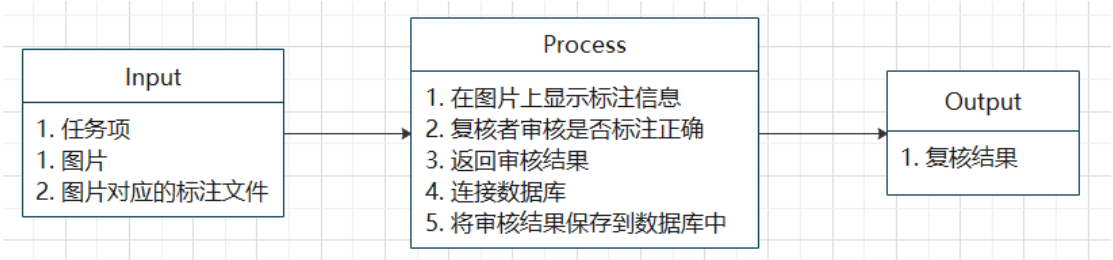 Input
1. 任务项
1. 图片
2. 图片对应的标注文件
Process
1. 在图片上显示标注信息
2. 复核者审核是否标注正确
3. 返回审核结果
4. 连接数据库
5. 将审核结果保存到数据库中
Output
1. 复核结果